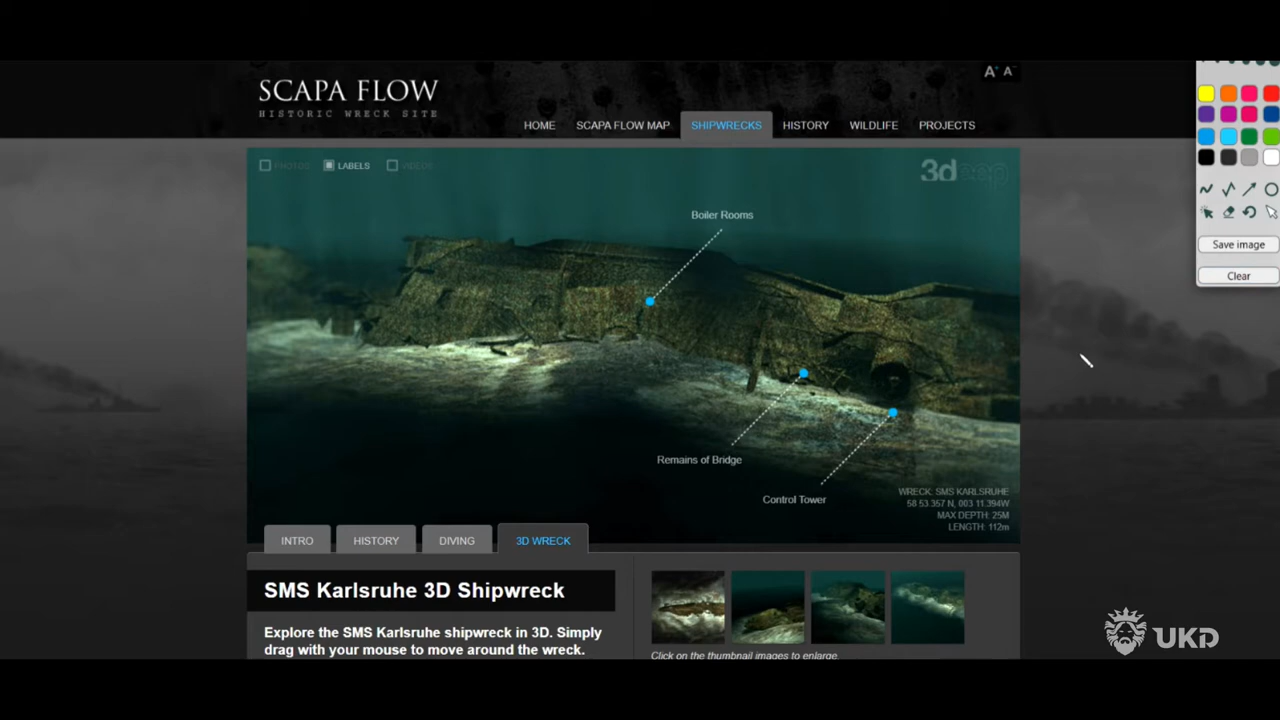 A+ A-
SCAPA FLOW
HISTORIC WRECK SITE
HOME SCAPA FLOW MAP SHIPWRECKS HISTORY WILDLIFE PROJECTS
PHOTOS LABELS VIDEOS
3deep
Boiler Rooms
Save image
Clear
Remains of Bridge
Control Tower
WRECK: SMS KARLSRUHE
58 53.357 N, 003 11.394W
MAX DEPTH: 25M
LENGTH: 112m
INTRO HISTORY DIVING 3D WRECK
SMS Karlsruhe 3D Shipwreck
Explore the SMS Karlsruhe shipwreck in 3D. Simply
drag with your mouse to move around the wreck.
Click on the thumbnail images to enlarge.
UKD